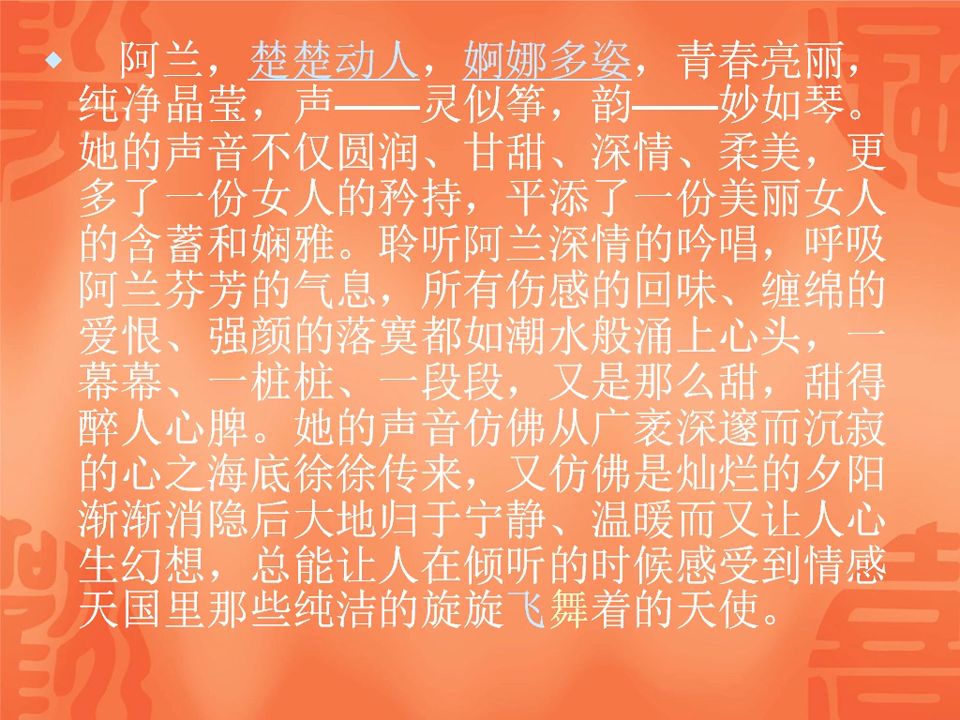 阿兰，楚楚动人，婀娜多姿，青春亮丽，
纯净晶莹，声——灵似筝，韵——妙如琴。
她的声音不仅圆润、甘甜、深情、柔美，更
多了一份女人的矜持，平添了一份美丽女人
的含蓄和娴雅。聆听阿兰深情的吟唱，呼吸
阿兰芬芳的气息，所有伤感的回味、缠绵的
爱恨、强颜的落寞都如潮水般涌上心头，一
幕幕、一桩桩、一段段，又是那么甜，甜得
醉人心脾。她的声音仿佛从广袤深邃而沉寂
的心之海底徐徐传来，又仿佛是灿烂的夕阳
渐渐消隐后大地归于宁静、温暖而又让人心
生幻想，总能让人在倾听的时候感受到情感
天国里那些纯洁的旋旋飞舞着的天使。